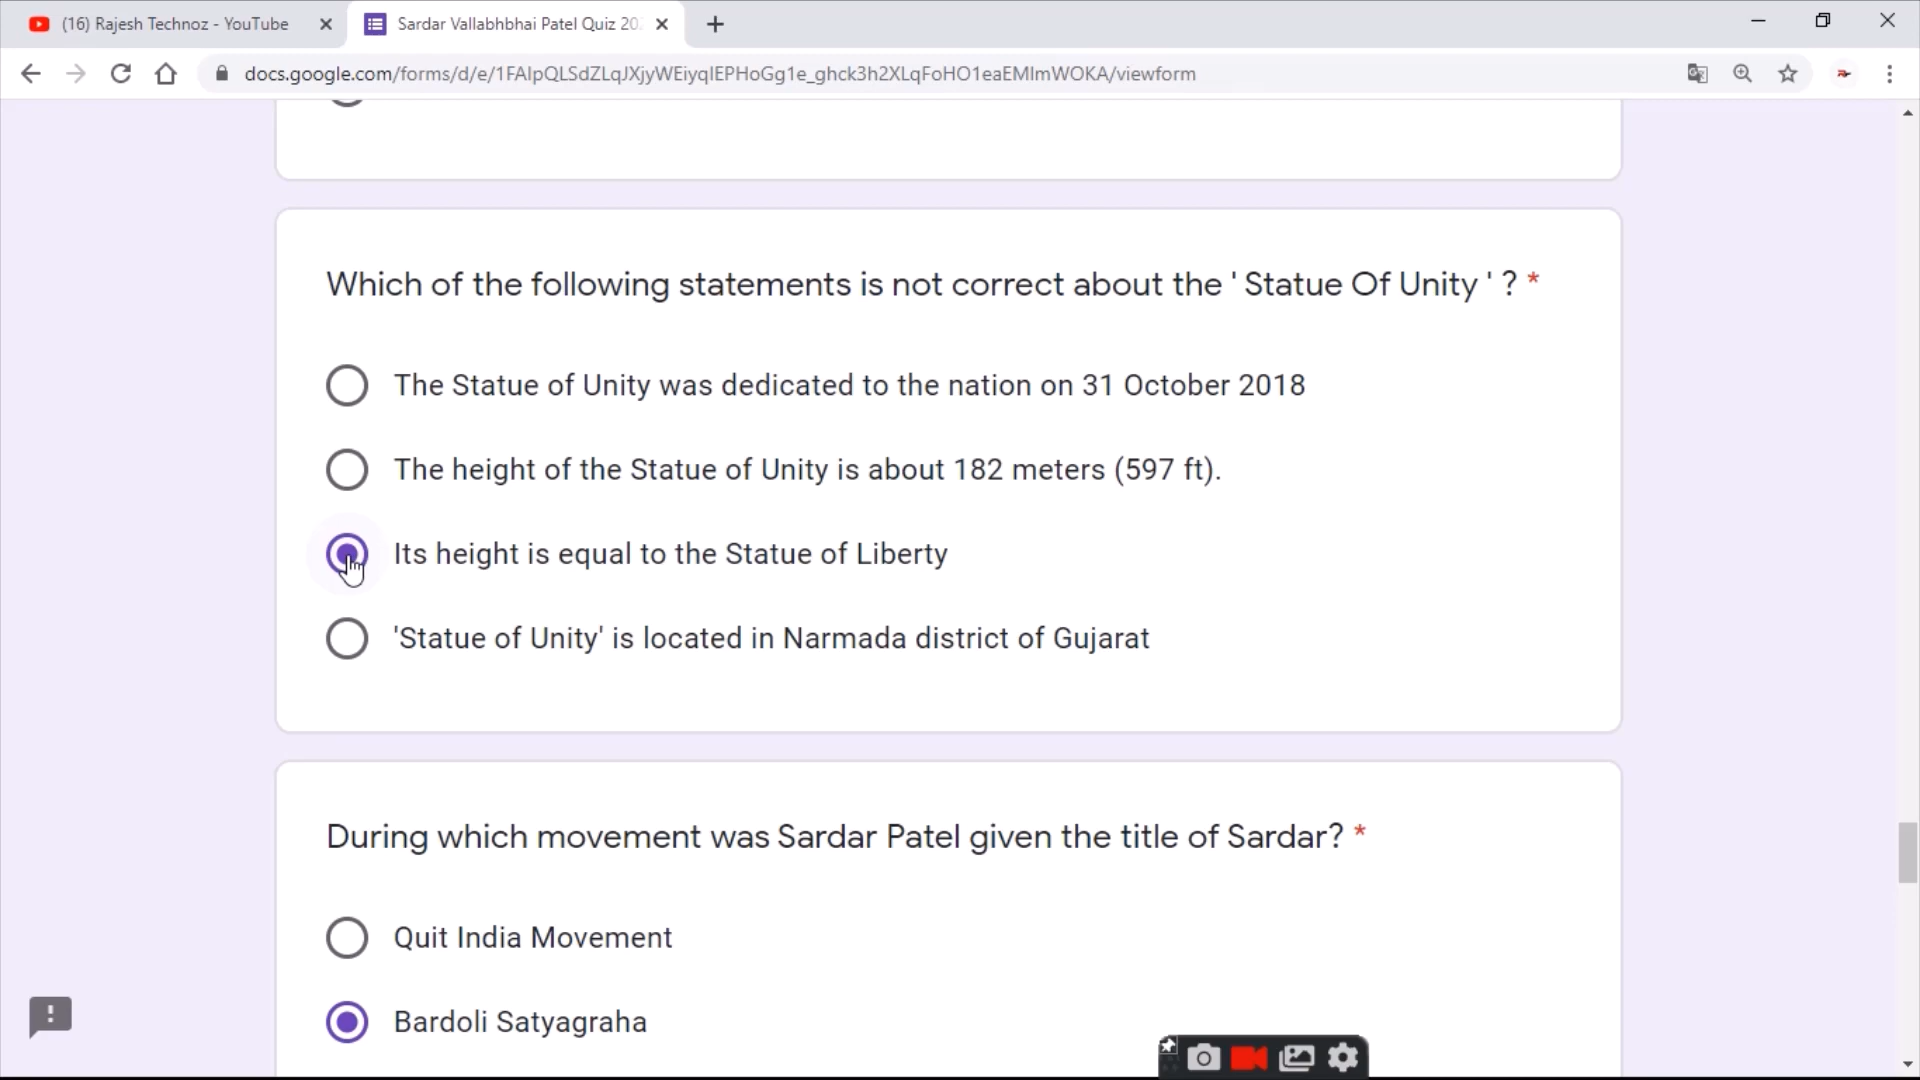 (16) Rajesh Technoz - YouTube
Sardar Vallabhbhai Patel Quiz 20
docs.google.com/forms/d/e/1FAIpQLSdZLqJXjyWEiyqIEPHoGg1e_ghck3h2XLqFoHO1eaEMImWOKA/viewform
Which of the following statements is not correct about the ' Statue Of Unity ' ? *
The Statue of Unity was dedicated to the nation on 31 October 2018
The height of the Statue of Unity is about 182 meters (597 ft).
Its height is equal to the Statue of Liberty
'Statue of Unity' is located in Narmada district of Gujarat
During which movement was Sardar Patel given the title of Sardar? *
Quit India Movement
Bardoli Satyagraha